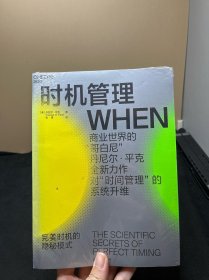 时机管理
WHEN
商业世界的
“哥白尼”
丹尼尔·平克
全新力作
对“时间管理”的
系统升维
完美时机的
隐秘模式
THE SCIENTIFIC
SECRETS OF
PERFECT TIMING